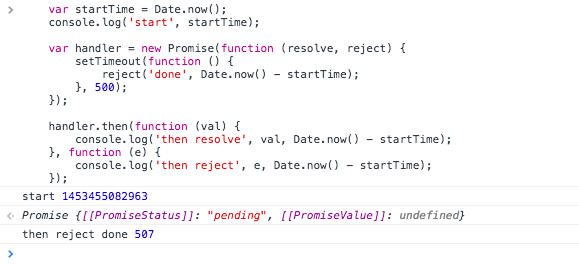 var startTime = Date.now();
console.log('start', startTime);
var handler = new Promise(function (resolve, reject) {
setTimeout(function () {
reject('done', Date.now() - startTime);
}, 500);
});
handler.then(function (val) {
console.log('then resolve', val, Date.now() - startTime);
}, function (e) {
console.log('then reject', e, Date.now() - startTime);
});
start 1453455082963
Promise {[[PromiseStatus]]: "pending", [[PromiseValue]]: undefined}
then reject done 507